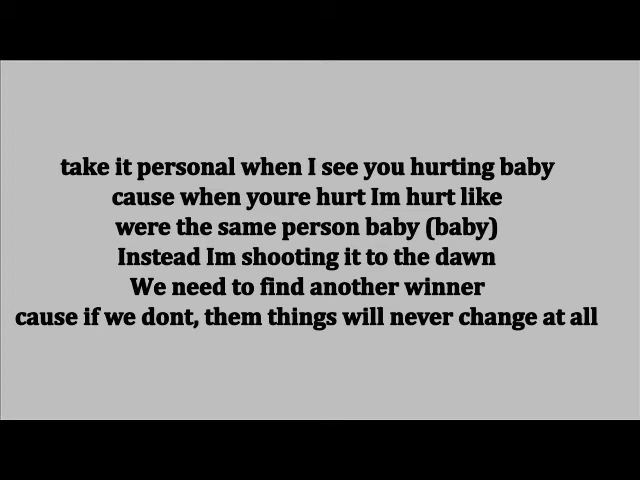 take it personal when I see you hurting baby
cause when youre hurt Im hurt like
were the same person baby (baby)
Instead Im shooting it to the dawn
We need to find another winner
cause if we dont, them things will never change at all